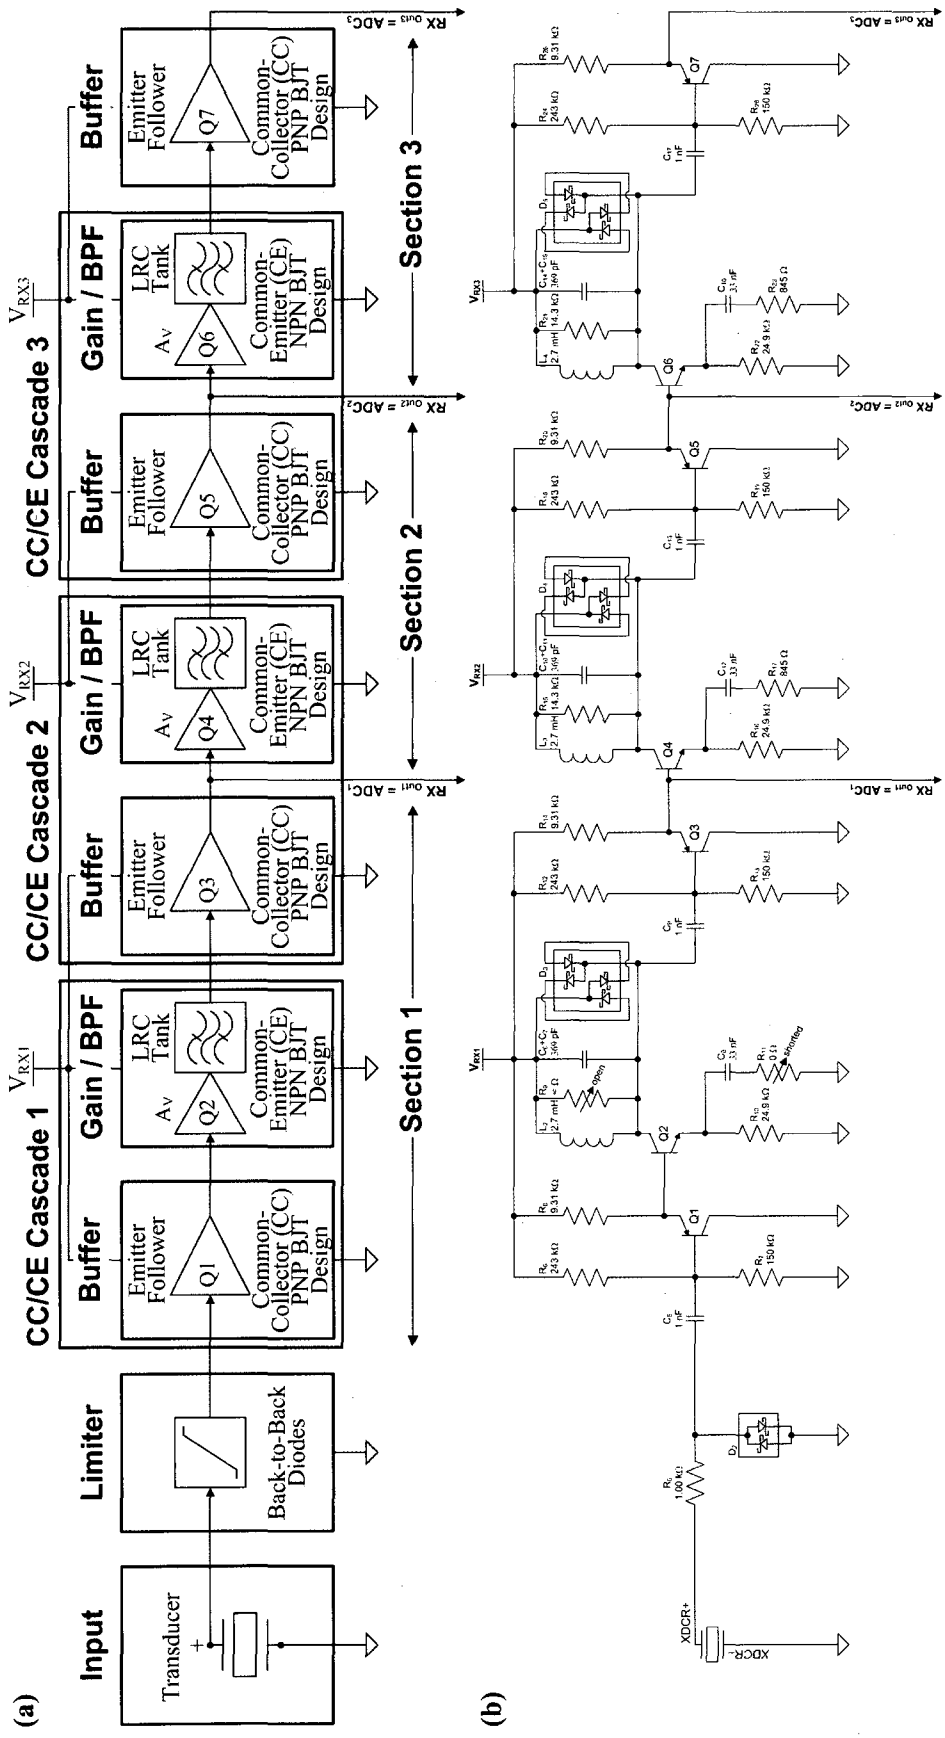 (a)
CC/CE Cascade 1
CC/CE Cascade 2
CC/CE Cascade 3
V_RX1
V_RX2
V_RX3
Input
Limiter
Buffer
Gain / BPF
Buffer
Gain / BPF
Buffer
Gain / BPF
Buffer
Transducer
+
Back-to-Back
Diodes
Emitter
Follower
Q1
Common-
Collector (CC)
PNP BJT
Design
Av
LRC
Tank
Q2
Common-
Emitter (CE)
NPN BJT
Design
Emitter
Follower
Q3
Common-
Collector (CC)
PNP BJT
Design
Av
LRC
Tank
Q4
Common-
Emitter (CE)
NPN BJT
Design
Emitter
Follower
Q5
Common-
Collector (CC)
PNP BJT
Design
Av
LRC
Tank
Q6
Common-
Emitter (CE)
NPN BJT
Design
Emitter
Follower
Q7
Common-
Collector (CC)
PNP BJT
Design
RX Out1 = ADC1
RX Out2 = ADC2
RX Out3 = ADC3
Section 1
Section 2
Section 3
(b)
XDCR+
XDCR-
1.00 kΩ
D2
C5
1 nF
R6
243 kΩ
R7
150 kΩ
R8
9.31 kΩ
Q1
V_RX1
L2
2.7 mH
R9
< Ω
open
C6+C7
369 pF
D3
Q2
R10
24.9 kΩ
C8
33 nF
R11
0 Ω
shorted
C9
1 nF
R12
243 kΩ
R13
150 kΩ
R14
9.31 kΩ
Q3
RX Out1 = ADC1
V_RX2
L3
2.7 mH
R15
14.3 kΩ
C10+C11
369 pF
D4
Q4
R16
24.9 kΩ
C12
33 nF
R17
845 Ω
C13
1 nF
R18
243 kΩ
R19
150 kΩ
R20
9.31 kΩ
Q5
RX Out2 = ADC2
V_RX3
L4
2.7 mH
R21
14.3 kΩ
C14+C15
369 pF
D5
Q6
R22
24.9 kΩ
C16
33 nF
R23
845 Ω
C17
1 nF
R24
243 kΩ
R25
150 kΩ
R26
9.31 kΩ
Q7
RX Out3 = ADC3